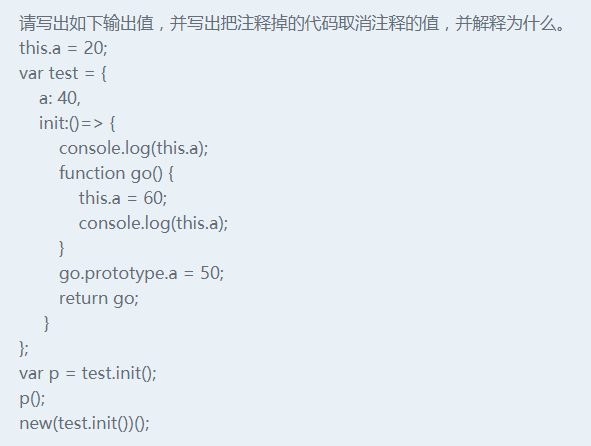 请写出如下输出值，并写出把注释掉的代码取消注释的值，并解释为什么。
this.a = 20;
var test = {
    a: 40,
    init:()=> {
        console.log(this.a);
        function go() {
            this.a = 60;
            console.log(this.a);
        }
        go.prototype.a = 50;
        return go;
     }
};
var p = test.init();
p();
new(test.init())();